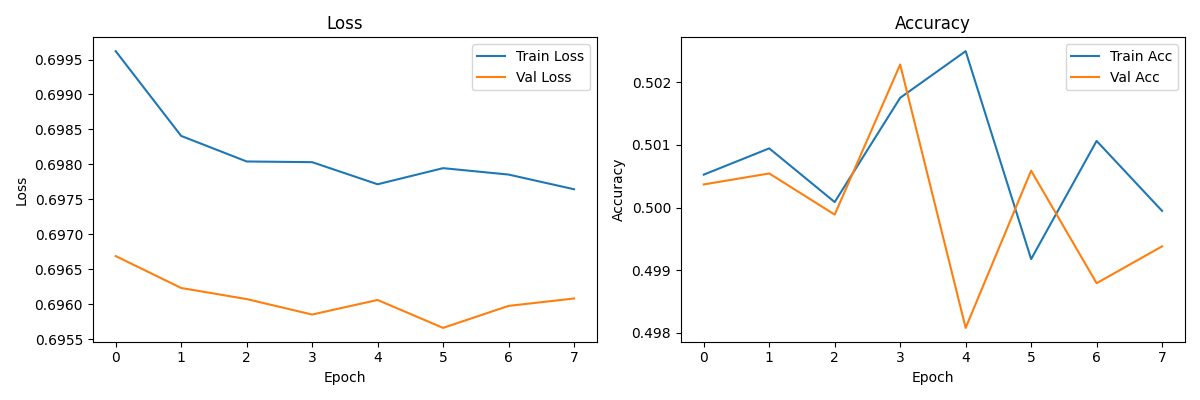 Loss
Train Loss
Val Loss
0.6995
0.6990
0.6985
0.6980
0.6975
0.6970
0.6965
0.6960
0.6955
Loss
0 1 2 3 4 5 6 7
Epoch
Accuracy
Train Acc
Val Acc
0.502
0.501
0.500
0.499
0.498
Accuracy
0 1 2 3 4 5 6 7
Epoch